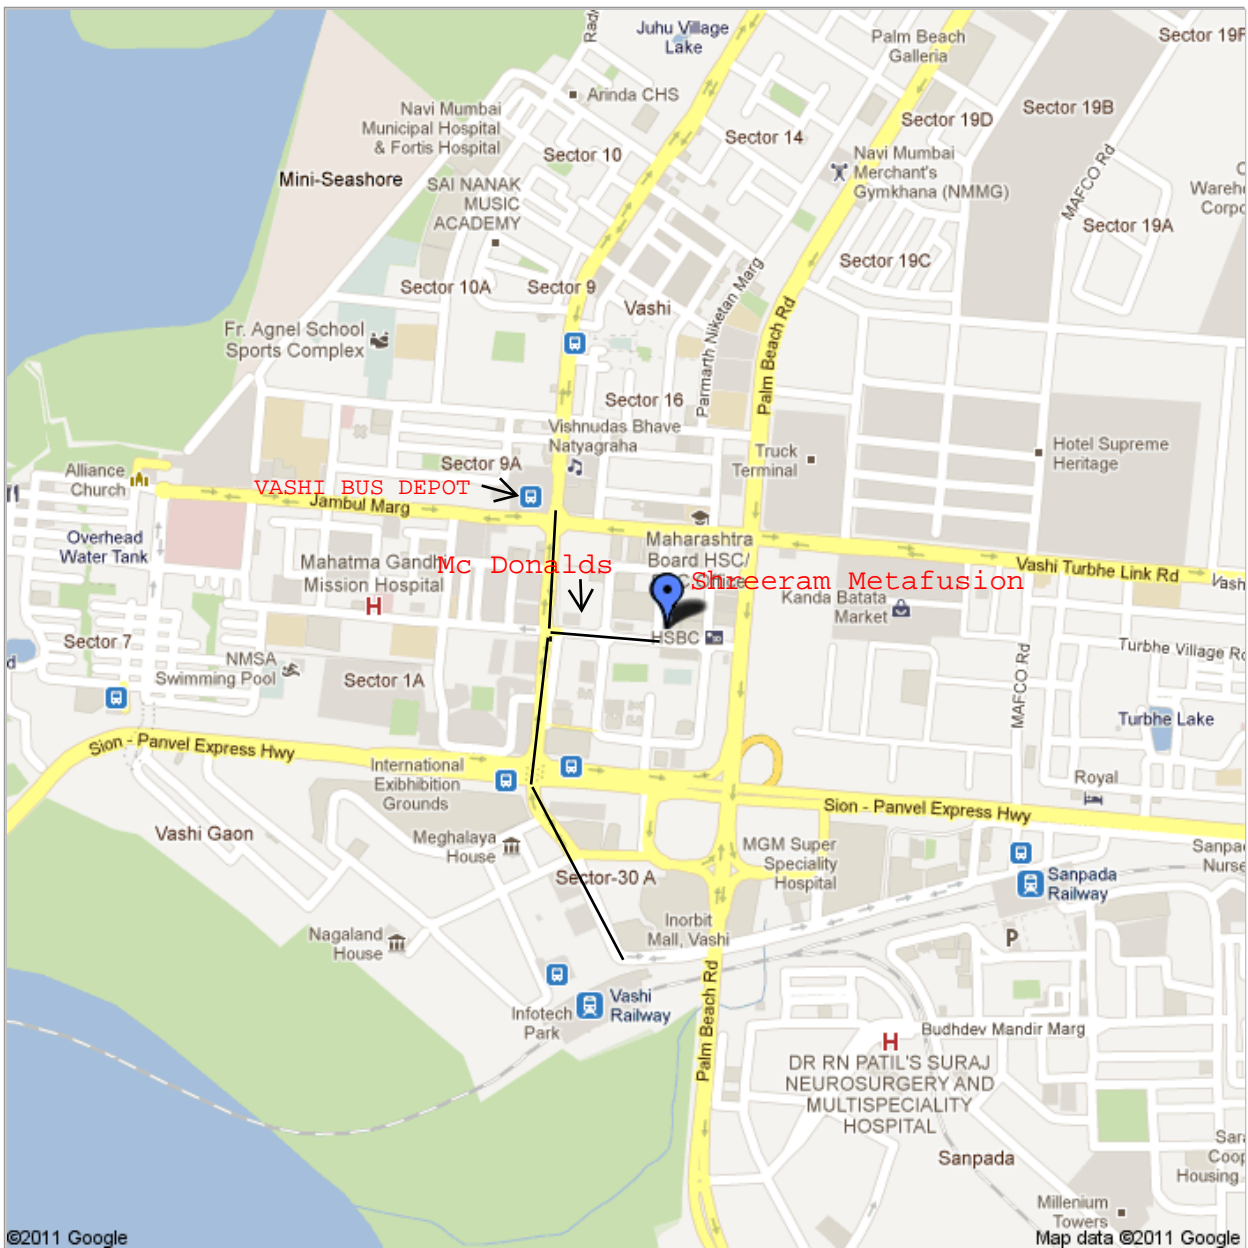 Juhu Village
Lake
Palm Beach
Galleria
Sector 19F
Arinda CHS
Sector 19B
Navi Mumbai
Municipal Hospital
& Fortis Hospital
Sector 19D
Sector 14
Sector 10
Navi Mumbai
Merchant's
Gymkhana (NMMG)
MAFCO Rd
Mini-Seashore
SAI NANAK
MUSIC
ACADEMY
Sector 19A
Sector 19C
Sector 10A
Sector 9
Vashi
Parmarth Niketan Marg
Palm Beach Rd
Fr. Agnel School
Sports Complex
Sector 16
Vishnudas Bhave
Natyagraha
Truck
Terminal
Hotel Supreme
Heritage
Alliance
Church
Sector 9A
VASHI BUS DEPOT
Jambul Marg
Overhead
Water Tank
Maharashtra
Board HSC/
Mahatma Gandhi
Mission Hospital
Mc Donalds
Shreeram Metafusion
Vashi Turbhe Link Rd
Vash
Kanda Batata
Market
H
HSBC
Sector 7
Turbhe Village Rd
NMSA
Swimming Pool
Sector 1A
MAFCO Rd
Turbhe Lake
Sion - Panvel Express Hwy
International
Exibhibition
Grounds
Royal
Sion - Panvel Express Hwy
Vashi Gaon
Meghalaya
House
MGM Super
Speciality
Hospital
Sanpada
Railway
Sector-30 A
Inorbit
Mall, Vashi
Nagaland
House
P
Vashi
Railway
Infotech
Park
Palm Beach Rd
Budhdev Mandir Marg
H
DR RN PATIL'S SURAJ
NEUROSURGERY AND
MULTISPECIALITY
HOSPITAL
Sanpada
Housing
Millenium
Towers
©2011 Google
Map data ©2011 Google